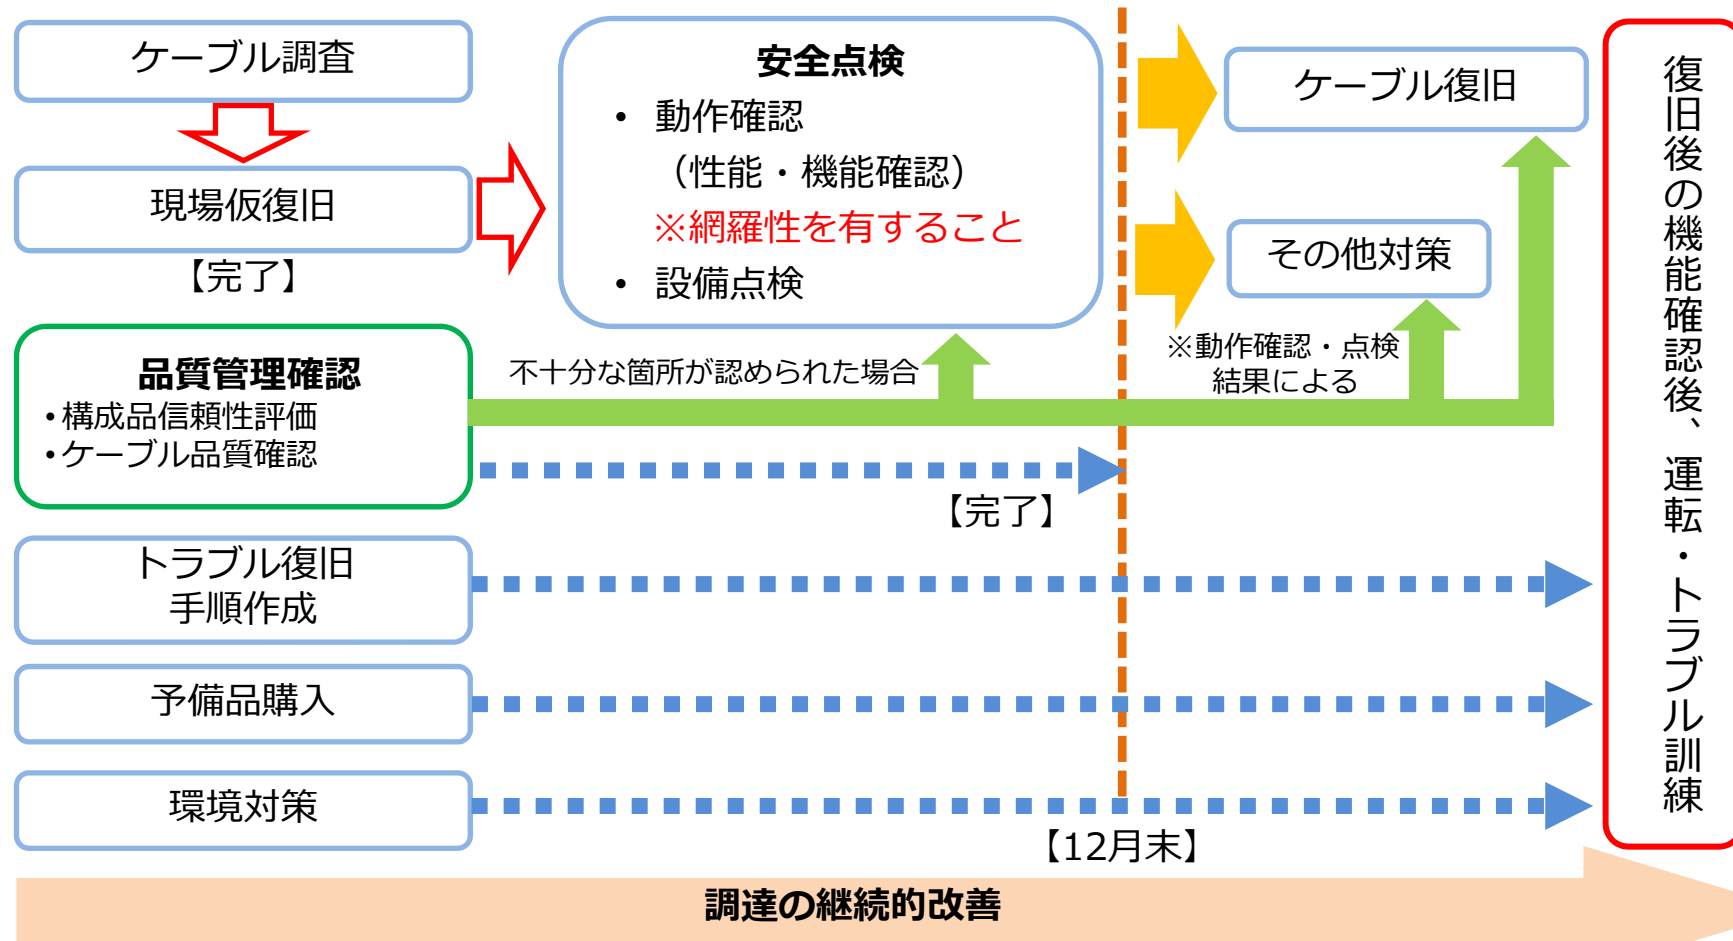 ケーブル調査
現場仮復旧
【完了】
安全点検
• 動作確認
（性能・機能確認）
※網羅性を有すること
• 設備点検
ケーブル復旧
その他対策
※動作確認・点検
結果による
品質管理確認
・構成品信頼性評価
・ケーブル品質確認
不十分な箇所が認められた場合
【完了】
トラブル復旧
手順作成
予備品購入
環境対策
【12月末】
復旧後の機能確認後、運転・トラブル訓練
調達の継続的改善